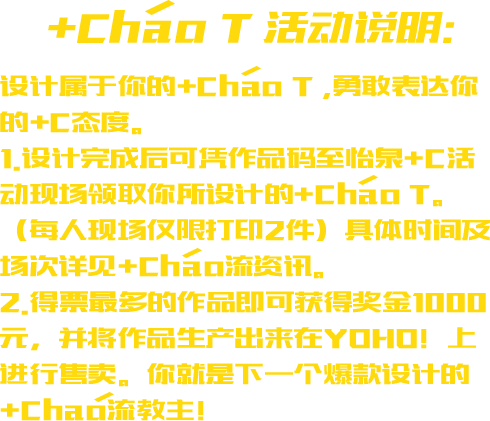 +Cháo T 活动说明:
设计属于你的+Cháo T ,勇敢表达你
的+C态度。
1.设计完成后可凭作品码至怡泉+C活
动现场领取你所设计的+Cháo T。
（每人现场仅限打印2件）具体时间及
场次详见+Cháo流资讯。
2.得票最多的作品即可获得奖金1000
元，并将作品生产出来在YOHO！上
进行售卖。你就是下一个爆款设计的
+Chaó流教主！